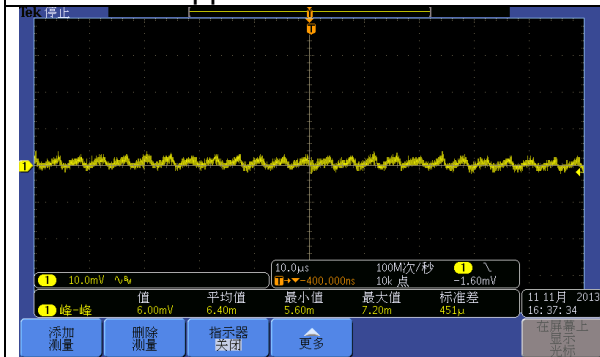 Tek 停止
T
T
1
10.0μs 100M次/秒 1 \
1 10.0mV T→▼-400.000ns 10k 点 -1.60mV
值 平均值 最小值 最大值 标准差
1 峰-峰 6.00mV 6.40m 5.60m 7.20m 451μ
11 11月 2013
16:37:34
添加 测量
删除 测量
指示器 关闭
更多
在屏幕上 显示 光标